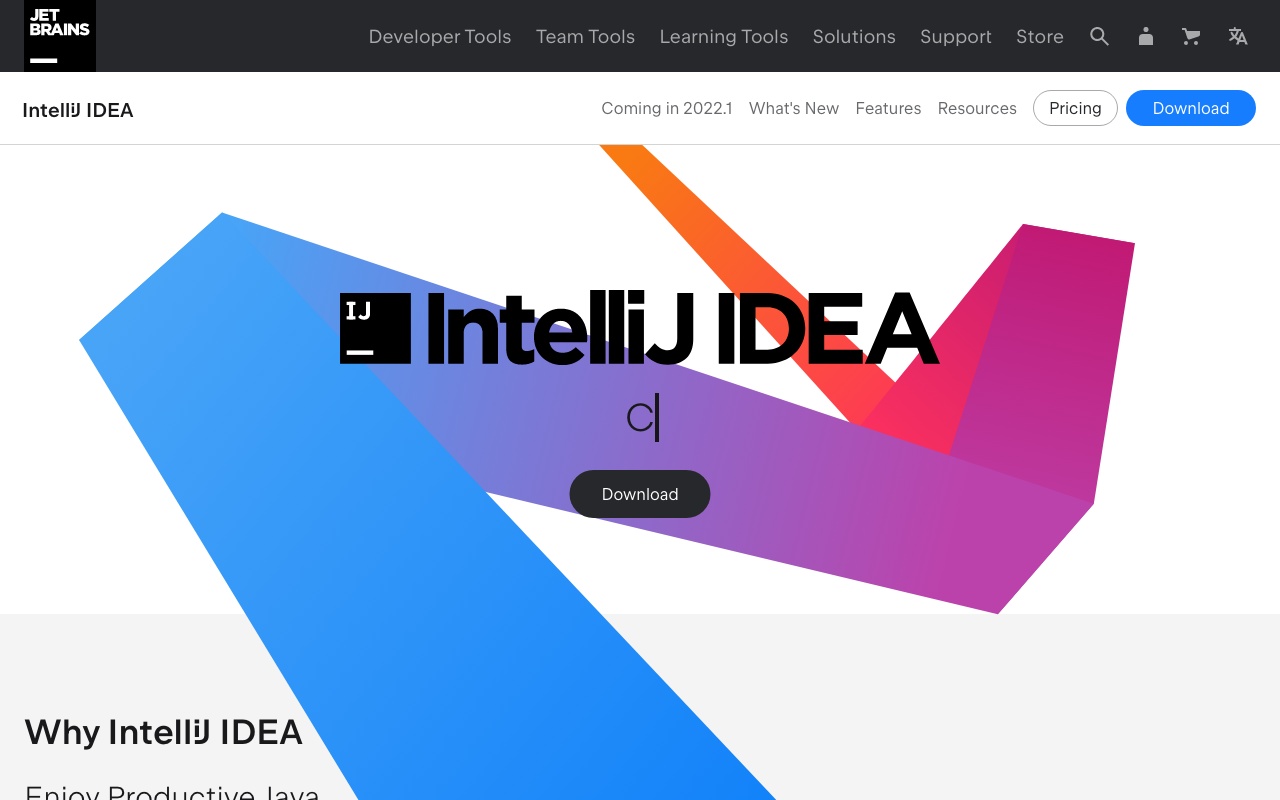 JET
BRAINS
Developer Tools Team Tools Learning Tools Solutions Support Store
IntelliJ IDEA
Coming in 2022.1 What's New Features Resources Pricing Download
IJ
IntelliJ IDEA
C
Download
Why IntelliJ IDEA
Enjoy Productive Java